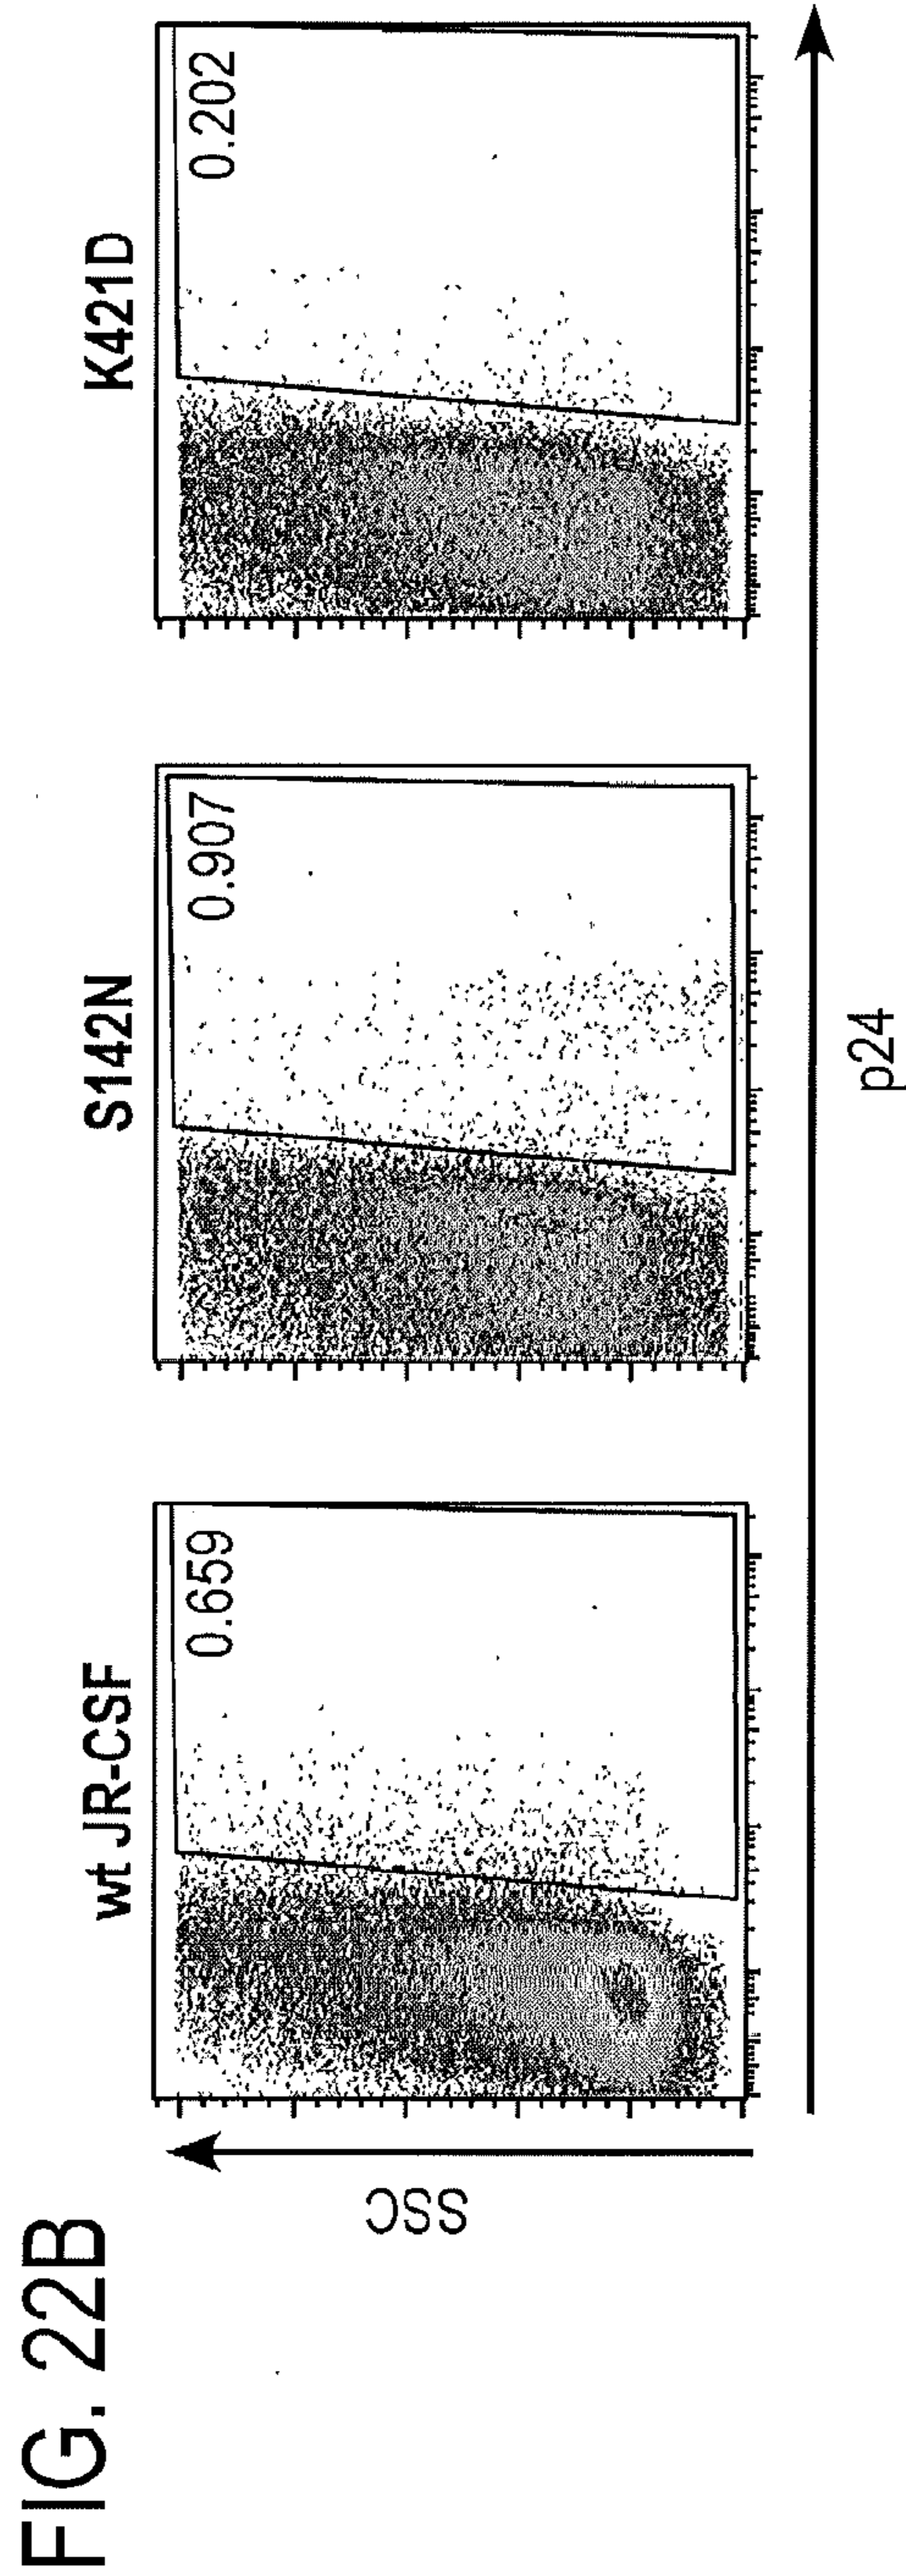 FIG. 22B
wt JR-CSF
S142N
K421D
0.659
0.907
0.202
SSC
p24